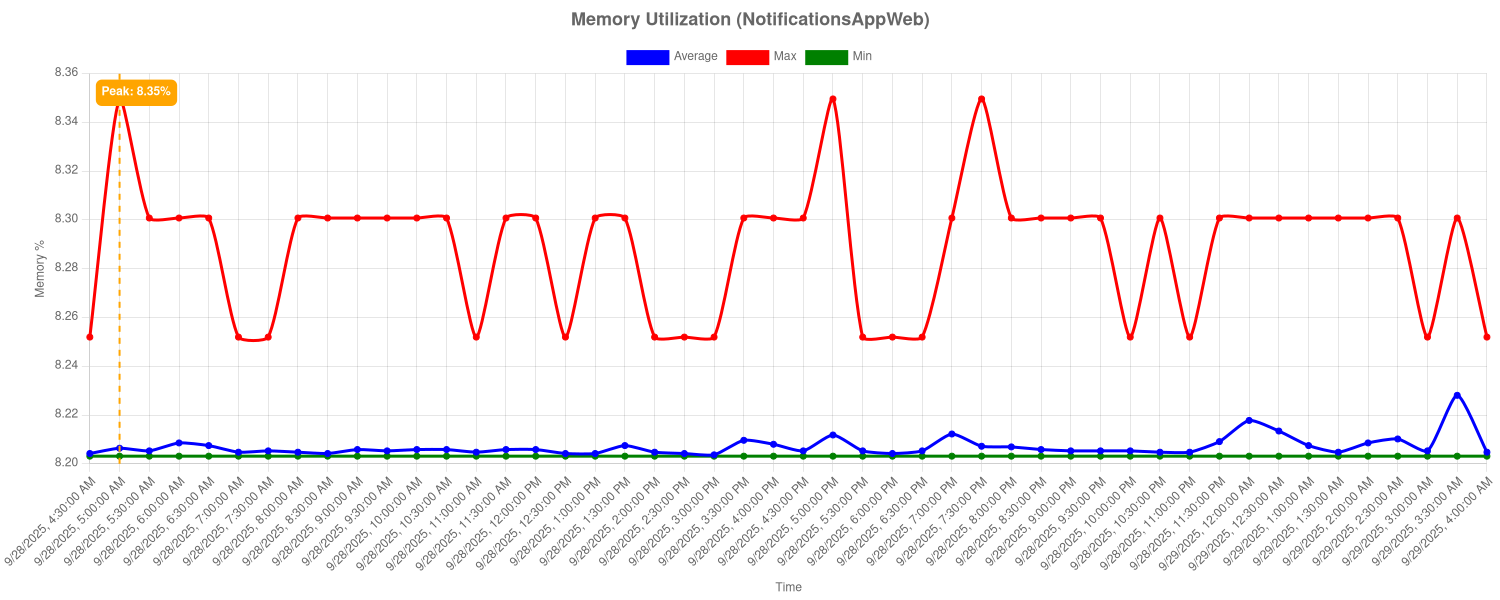 Memory Utilization (NotificationsAppWeb)
Average Max Min
8.36
Peak: 8.35%
8.34
8.32
8.30
8.28
8.26
8.24
8.22
8.20
Memory %
9/28/2025, 4:30:00 AM
9/28/2025, 5:00:00 AM
9/28/2025, 5:30:00 AM
9/28/2025, 6:00:00 AM
9/28/2025, 6:30:00 AM
9/28/2025, 7:00:00 AM
9/28/2025, 7:30:00 AM
9/28/2025, 8:00:00 AM
9/28/2025, 8:30:00 AM
9/28/2025, 9:00:00 AM
9/28/2025, 9:30:00 AM
9/28/2025, 10:00:00 AM
9/28/2025, 10:30:00 AM
9/28/2025, 11:00:00 AM
9/28/2025, 11:30:00 AM
9/28/2025, 12:00:00 PM
9/28/2025, 12:30:00 PM
9/28/2025, 1:00:00 PM
9/28/2025, 1:30:00 PM
9/28/2025, 2:00:00 PM
9/28/2025, 2:30:00 PM
9/28/2025, 3:00:00 PM
9/28/2025, 3:30:00 PM
9/28/2025, 4:00:00 PM
9/28/2025, 4:30:00 PM
9/28/2025, 5:00:00 PM
9/28/2025, 5:30:00 PM
9/28/2025, 6:00:00 PM
9/28/2025, 6:30:00 PM
9/28/2025, 7:00:00 PM
9/28/2025, 7:30:00 PM
9/28/2025, 8:00:00 PM
9/28/2025, 8:30:00 PM
9/28/2025, 9:00:00 PM
9/28/2025, 9:30:00 PM
9/28/2025, 10:00:00 PM
9/28/2025, 10:30:00 PM
9/28/2025, 11:00:00 PM
9/28/2025, 11:30:00 PM
9/29/2025, 12:00:00 AM
9/29/2025, 12:30:00 AM
9/29/2025, 1:00:00 AM
9/29/2025, 1:30:00 AM
9/29/2025, 2:00:00 AM
9/29/2025, 2:30:00 AM
9/29/2025, 3:00:00 AM
9/29/2025, 3:30:00 AM
9/29/2025, 4:00:00 AM
Time